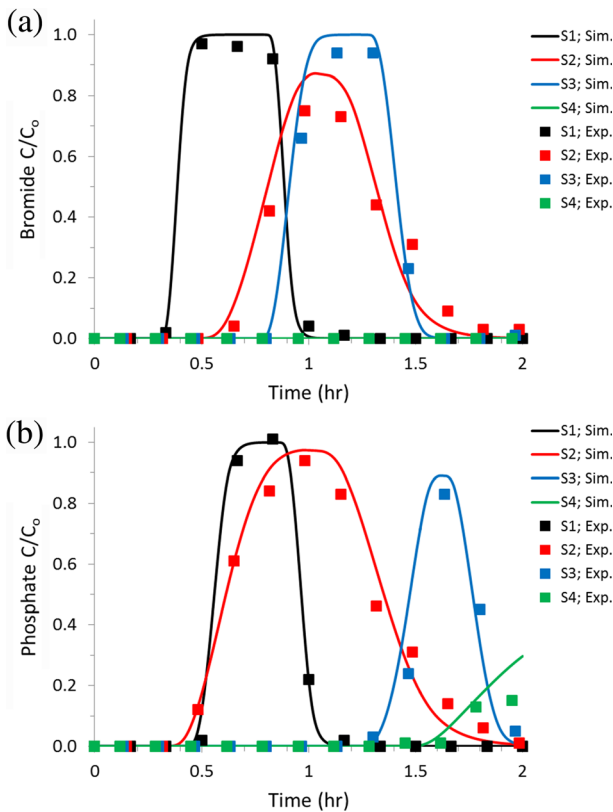 (a)
1.0
0.8
0.6
0.4
0.2
0.0
Bromide C/Co
0
0.5
1
1.5
2
Time (hr)
S1; Sim.
S2; Sim.
S3; Sim.
S4; Sim.
S1; Exp.
S2; Exp.
S3; Exp.
S4; Exp.
(b)
1.0
0.8
0.6
0.4
0.2
0.0
Phosphate C/Co
0
0.5
1
1.5
2
Time (hr)
S1; Sim.
S2; Sim.
S3; Sim.
S4; Sim.
S1; Exp.
S2; Exp.
S3; Exp.
S4; Exp.